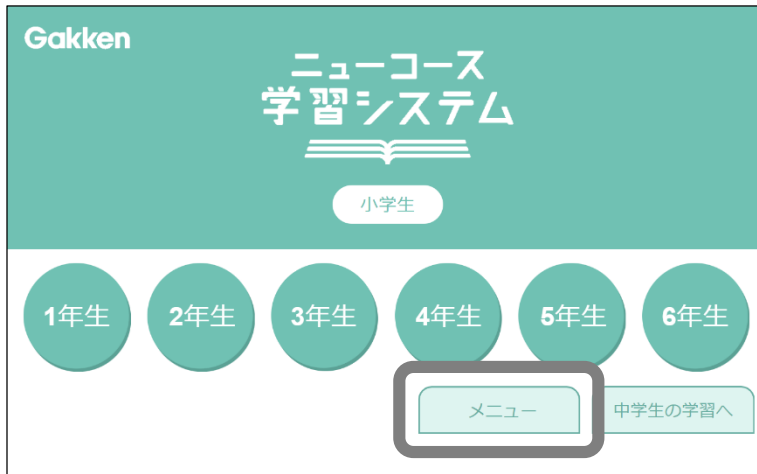 Gakken
ニューコース
学習システム
小学生
1年生 2年生 3年生 4年生 5年生 6年生
メニュー 中学生の学習へ